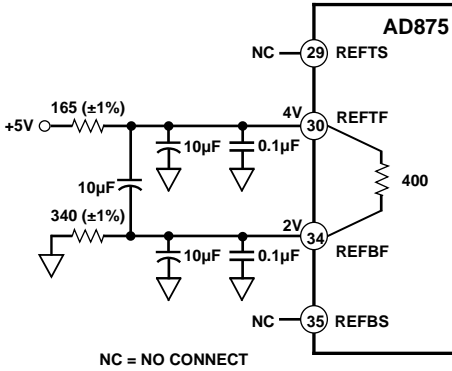 AD875
NC 29 REFTS
165 (±1%)
+5V
4V 30 REFTF
10µF 0.1µF
10µF
400
340 (±1%)
2V 34 REFBF
10µF 0.1µF
NC 35 REFBS
NC = NO CONNECT